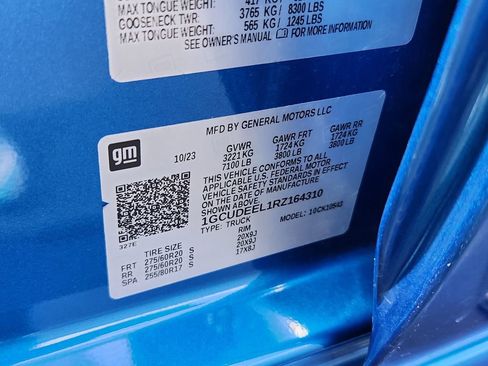 MAX TONGUE WEIGHT: 3765 KG / 8300 LBS
GOOSENECK TWR: 565 KG / 1245 LBS
MAX TONGUE WEIGHT:
SEE OWNER'S MANUAL FOR MORE INFORMATION
MFD BY GENERAL MOTORS LLC
gm
10/23
GVWR GAWR FRT GAWR RR
3221 KG 1724 KG 1724 KG
7100 LB 3800 LB 3800 LB
THIS VEHICLE CONFORMS TO ALL
APPLICABLE U.S. FEDERAL MOTOR
VEHICLE SAFETY STANDARDS IN EFFECT
ON THE DATE OF MANUFACTURE
1GCUDEEL1RZ164310
TYPE: TRUCK MODEL: 10CK10543
327E
TIRE SIZE RIM
FRT 275/60R20 S 20X9J
RR 275/60R20 S 20X9J
SPA 255/80R17 S 17X8J